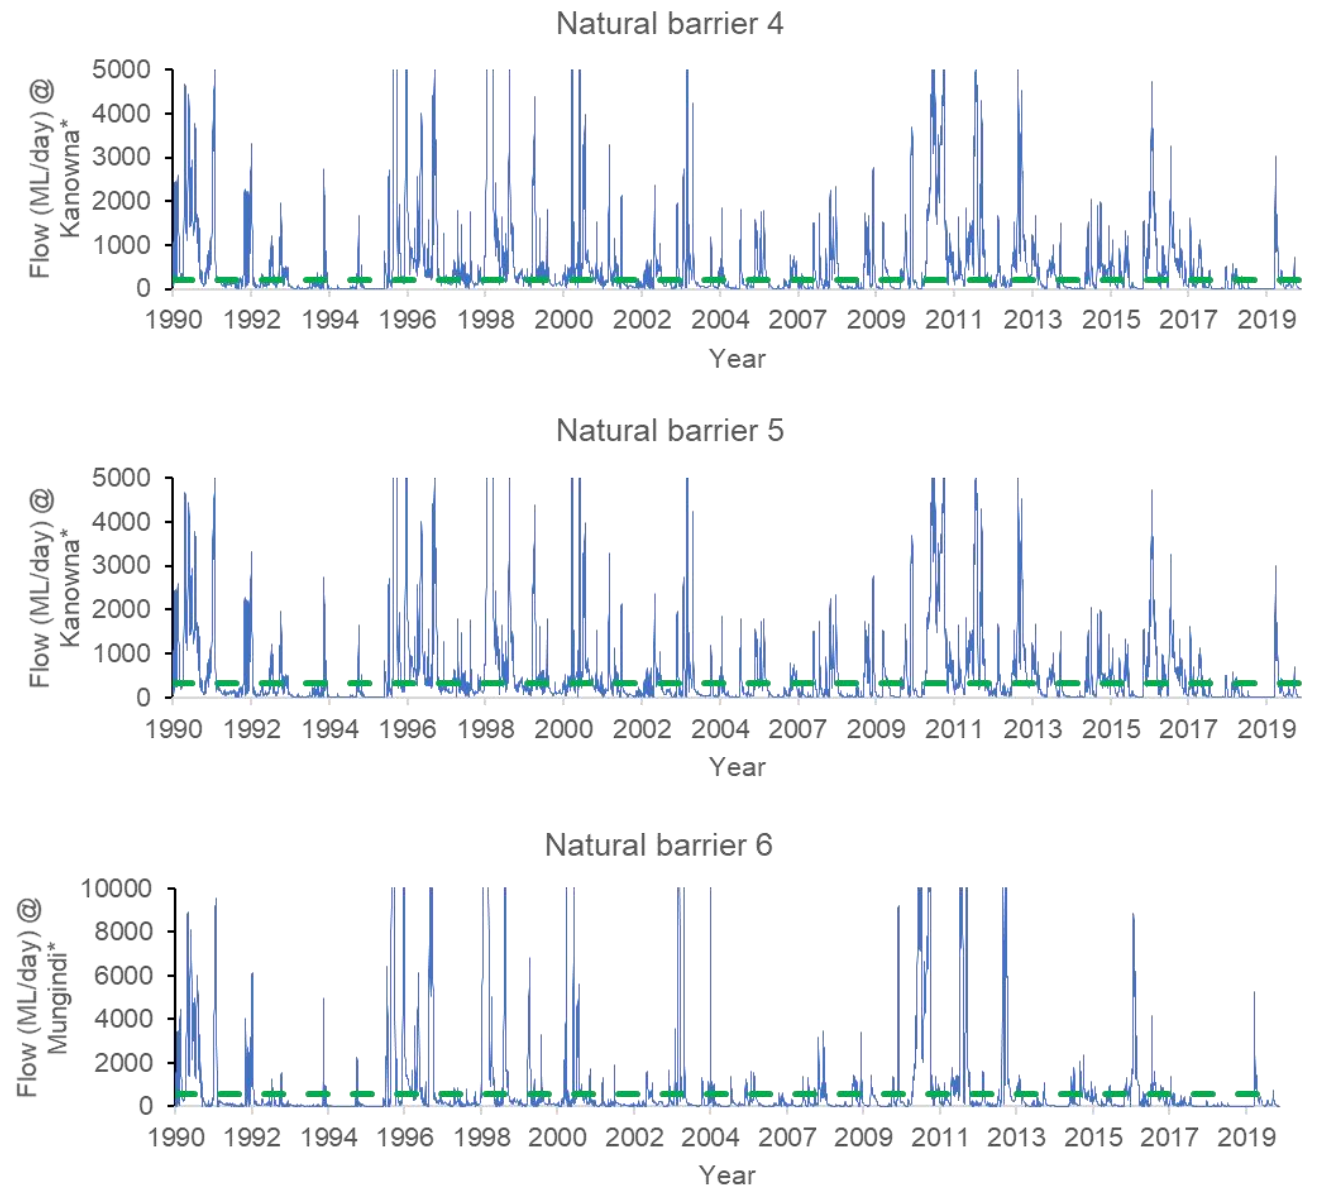 Natural barrier 4
Flow (ML/day) @
Kanowna*
5000
4000
3000
2000
1000
0
1990 1992 1994 1996 1998 2000 2002 2004 2007 2009 2011 2013 2015 2017 2019
Year
Natural barrier 5
Flow (ML/day) @
Kanowna*
5000
4000
3000
2000
1000
0
1990 1992 1994 1996 1998 2000 2002 2004 2007 2009 2011 2013 2015 2017 2019
Year
Natural barrier 6
Flow (ML/day) @
Mungindi*
10000
8000
6000
4000
2000
0
1990 1992 1994 1996 1998 2000 2002 2004 2007 2009 2011 2013 2015 2017 2019
Year